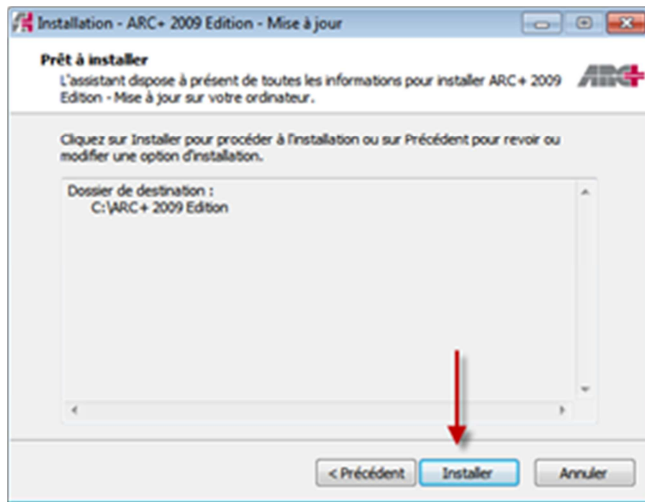 Installation - ARC+ 2009 Edition - Mise à jour
Prêt à installer
L'assistant dispose à présent de toutes les informations pour installer ARC+ 2009
Edition - Mise à jour sur votre ordinateur.
ARC+
Cliquez sur Installer pour procéder à l'installation ou sur Précédent pour revoir ou
modifier une option d'installation.
Dossier de destination :
C:\ARC+ 2009 Edition
< Précédent Installer Annuler